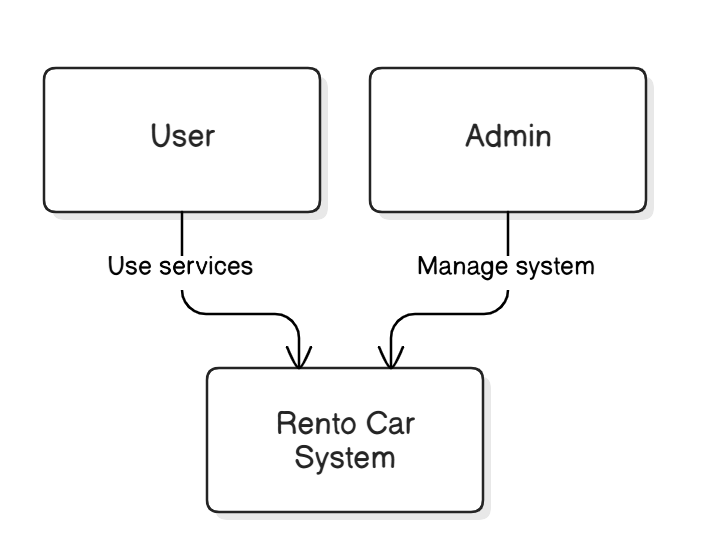 User
Admin
Use services
Manage system
Rento Car
System